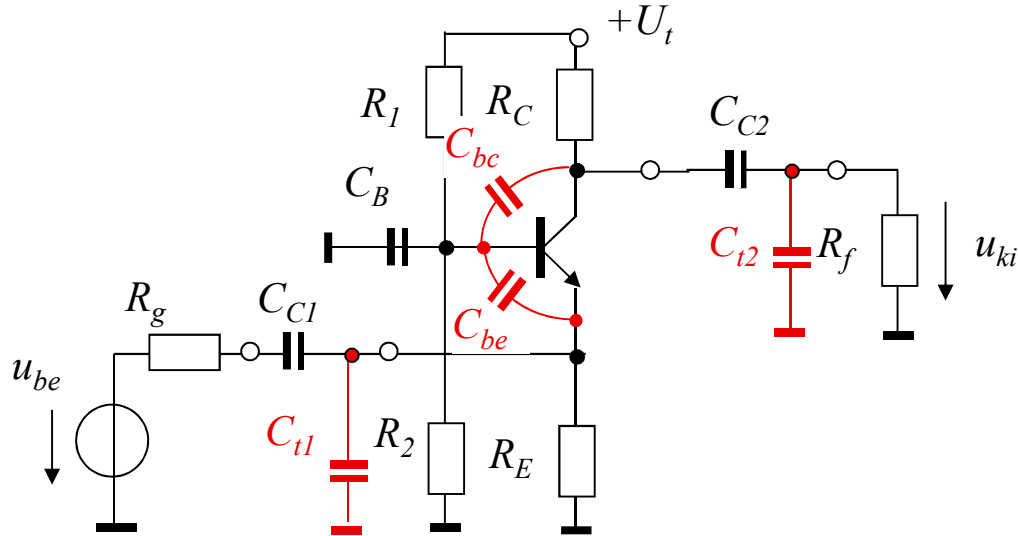 +U_t
R_1
R_C
C_C2
C_bc
C_B
C_t2
R_f
u_ki
R_g
C_C1
C_be
u_be
C_t1
R_2
R_E